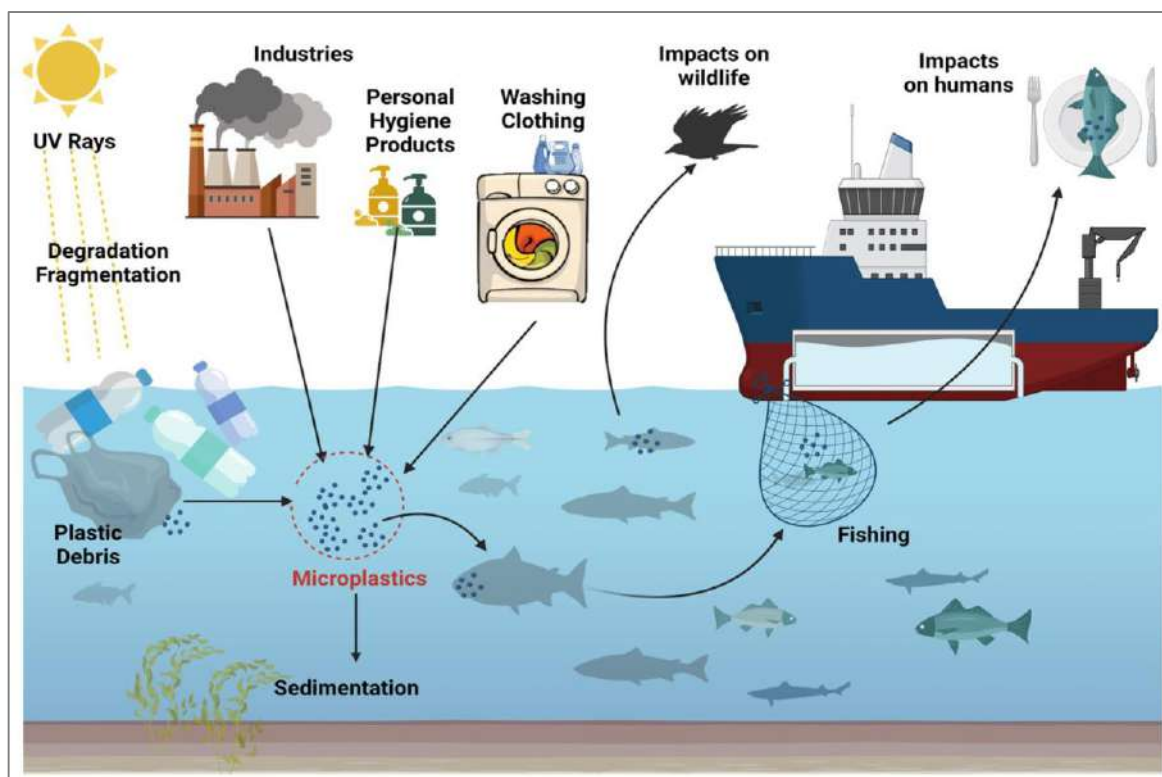 Industries
Personal
Hygiene
Products
Washing
Clothing
Impacts on
wildlife
Impacts
on humans
UV Rays
Degradation
Fragmentation
Plastic
Debris
Microplastics
Fishing
Sedimentation